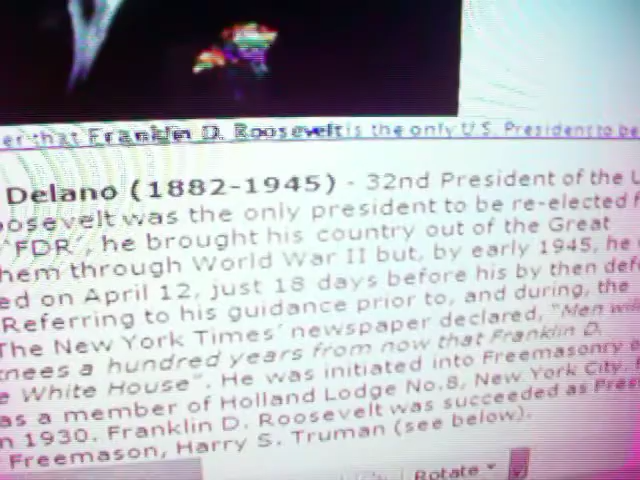 er that Franklin D. Roosevelt is the only U.S. President to be
Delano (1882-1945) - 32nd President of the U
oosevelt was the only president to be re-elected f
"FDR", he brought his country out of the Great
hem through World War II but, by early 1945, he
ed on April 12, just 18 days before his by then defe
Referring to his guidance prior to, and during, the
The New York Times' newspaper declared, "Men wil
knees a hundred years from now that Franklin D.
e White House". He was initiated into Freemasonry
as a member of Holland Lodge No.8, New York City.
n 1930. Franklin D. Roosevelt was succeeded as Pres
Freemason, Harry S. Truman (see below).
Rotate